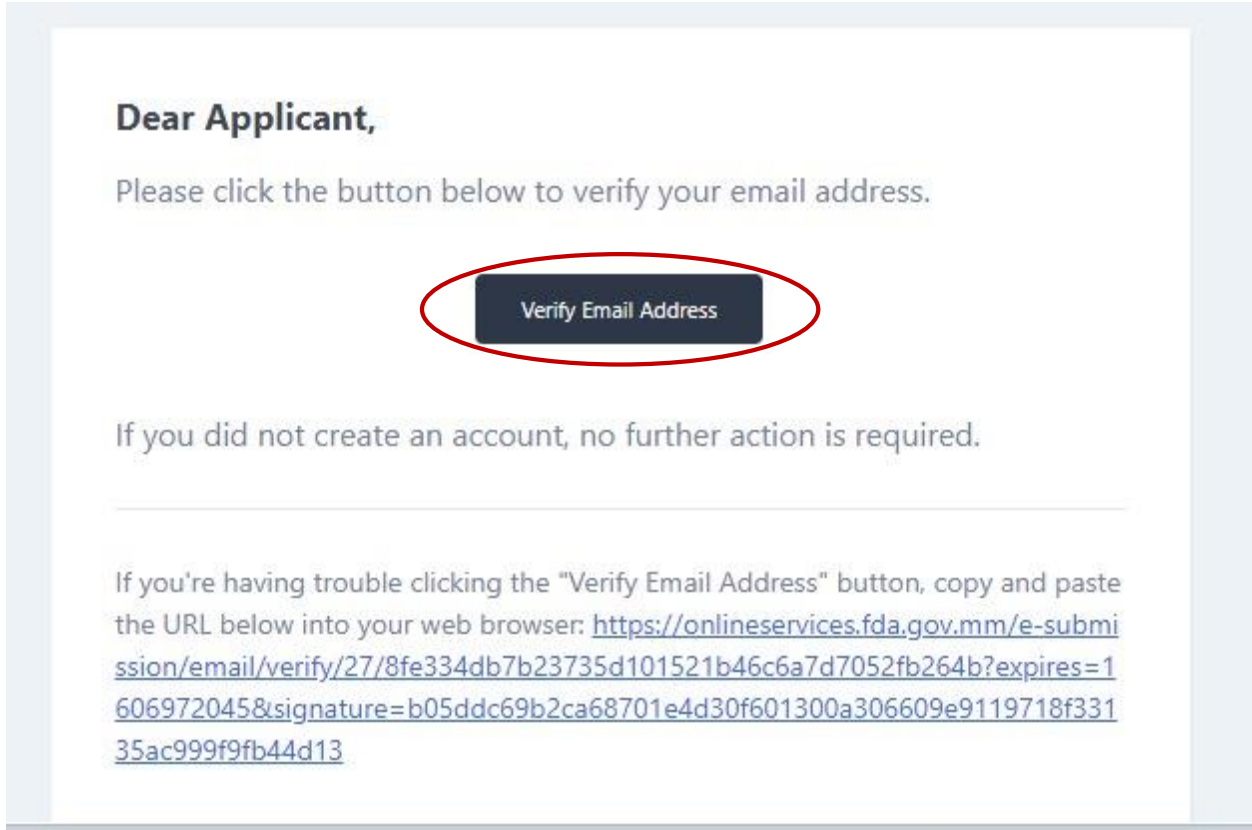 Dear Applicant,
Please click the button below to verify your email address.
Verify Email Address
If you did not create an account, no further action is required.
If you're having trouble clicking the "Verify Email Address" button, copy and paste
the URL below into your web browser: https://onlineservices.fda.gov.mm/e-submi
ssion/email/verify/27/8fe334db7b23735d101521b46c6a7d7052fb264b?expires=1
606972045&signature=b05ddc69b2ca68701e4d30f601300a306609e9119718f331
35ac999f9fb44d13